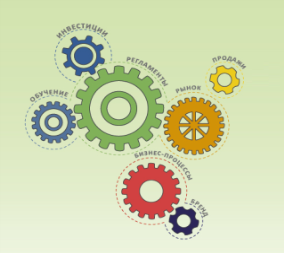 ИНВЕСТИЦИИ
РЕГЛАМЕНТЫ
ПРОДАЖИ
ОБУЧЕНИЕ
РЫНОК
БИЗНЕС-ПРОЦЕССЫ
БРЕНД